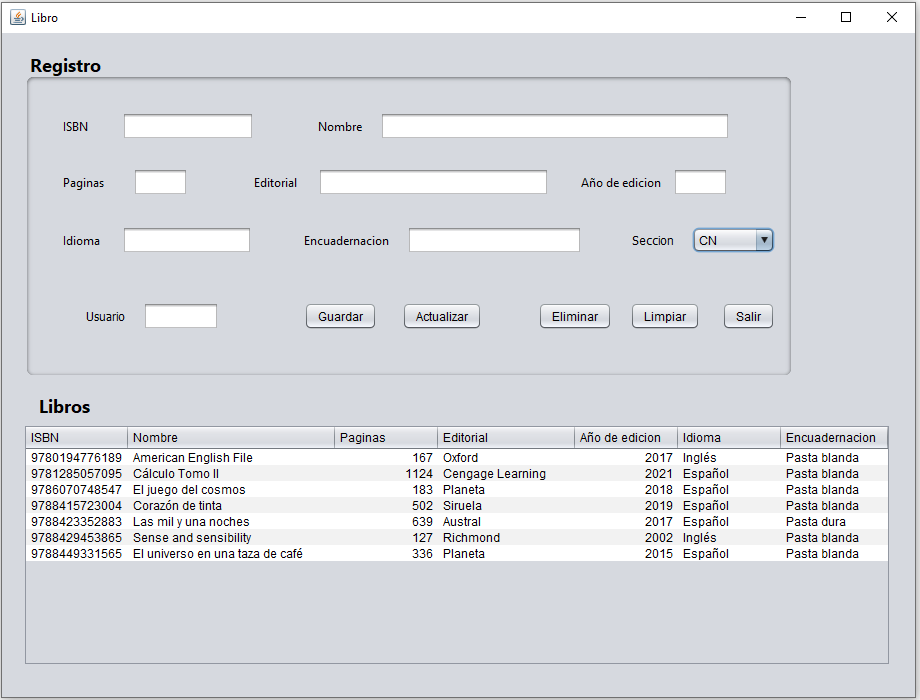 Libro
Registro
ISBN Nombre
Paginas Editorial Año de edicion
Idioma Encuadernacion Seccion CN
Usuario Guardar Actualizar Eliminar Limpiar Salir
Libros
ISBN Nombre Paginas Editorial Año de edicion Idioma Encuadernacion
9780194776189 American English File 167 Oxford 2017 Inglés Pasta blanda
9781285057095 Cálculo Tomo II 1124 Cengage Learning 2021 Español Pasta blanda
9786070748547 El juego del cosmos 183 Planeta 2018 Español Pasta blanda
9788415723004 Corazón de tinta 502 Siruela 2019 Español Pasta blanda
9788423352883 Las mil y una noches 639 Austral 2017 Español Pasta dura
9788429453865 Sense and sensibility 127 Richmond 2002 Inglés Pasta blanda
9788449331565 El universo en una taza de café 336 Planeta 2015 Español Pasta blanda